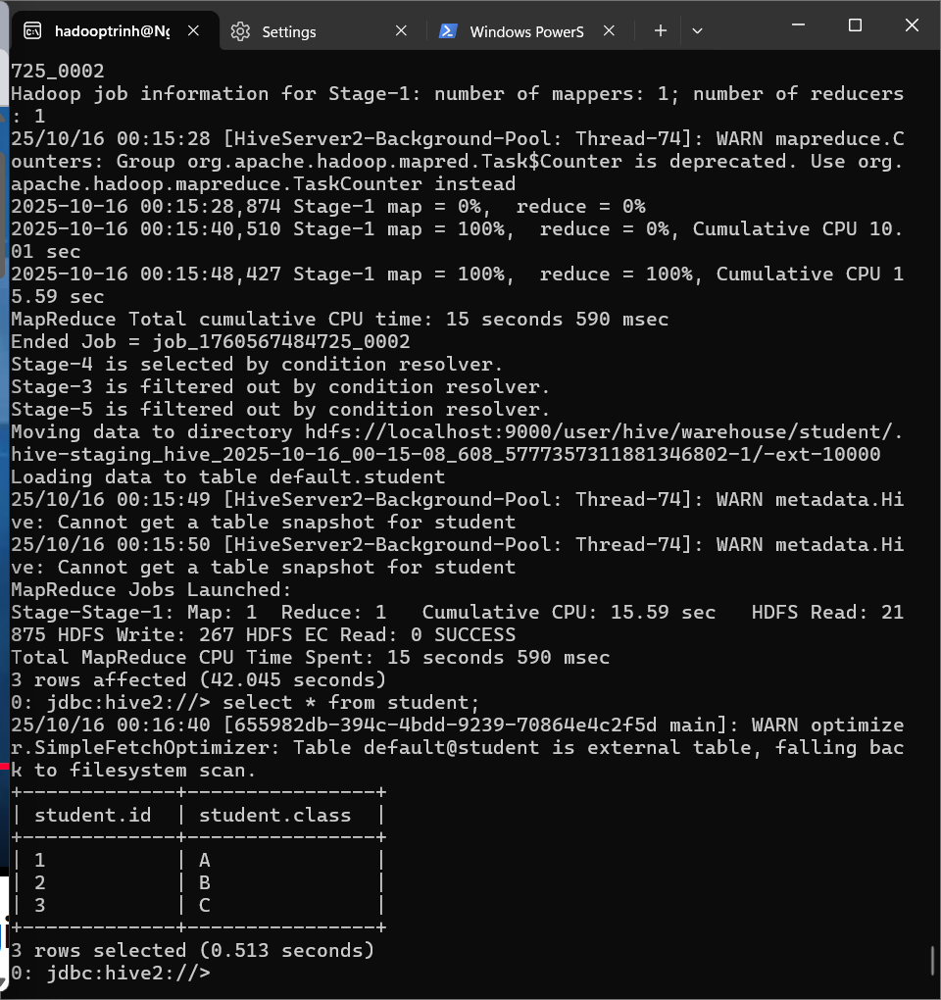 hadooptrinh@Ng
Settings
Windows PowerS
725_0002
Hadoop job information for Stage-1: number of mappers: 1; number of reducers
: 1
25/10/16 00:15:28 [HiveServer2-Background-Pool: Thread-74]: WARN mapreduce.C
ounters: Group org.apache.hadoop.mapred.Task$Counter is deprecated. Use org.
apache.hadoop.mapreduce.TaskCounter instead
2025-10-16 00:15:28,874 Stage-1 map = 0%,  reduce = 0%
2025-10-16 00:15:40,510 Stage-1 map = 100%,  reduce = 0%, Cumulative CPU 10.
01 sec
2025-10-16 00:15:48,427 Stage-1 map = 100%,  reduce = 100%, Cumulative CPU 1
5.59 sec
MapReduce Total cumulative CPU time: 15 seconds 590 msec
Ended Job = job_1760567484725_0002
Stage-4 is selected by condition resolver.
Stage-3 is filtered out by condition resolver.
Stage-5 is filtered out by condition resolver.
Moving data to directory hdfs://localhost:9000/user/hive/warehouse/student/.
hive-staging_hive_2025-10-16_00-15-08_608_5777357311881346802-1/-ext-10000
Loading data to table default.student
25/10/16 00:15:49 [HiveServer2-Background-Pool: Thread-74]: WARN metadata.Hi
ve: Cannot get a table snapshot for student
25/10/16 00:15:50 [HiveServer2-Background-Pool: Thread-74]: WARN metadata.Hi
ve: Cannot get a table snapshot for student
MapReduce Jobs Launched:
Stage-Stage-1: Map: 1  Reduce: 1   Cumulative CPU: 15.59 sec   HDFS Read: 21
875 HDFS Write: 267 HDFS EC Read: 0 SUCCESS
Total MapReduce CPU Time Spent: 15 seconds 590 msec
3 rows affected (42.045 seconds)
0: jdbc:hive2://> select * from student;
25/10/16 00:16:40 [655982db-394c-4bdd-9239-70864e4c2f5d main]: WARN optimize
r.SimpleFetchOptimizer: Table default@student is external table, falling bac
k to filesystem scan.
+-------------+----------------+
| student.id  | student.class  |
+-------------+----------------+
| 1           | A              |
| 2           | B              |
| 3           | C              |
+-------------+----------------+
3 rows selected (0.513 seconds)
0: jdbc:hive2://>